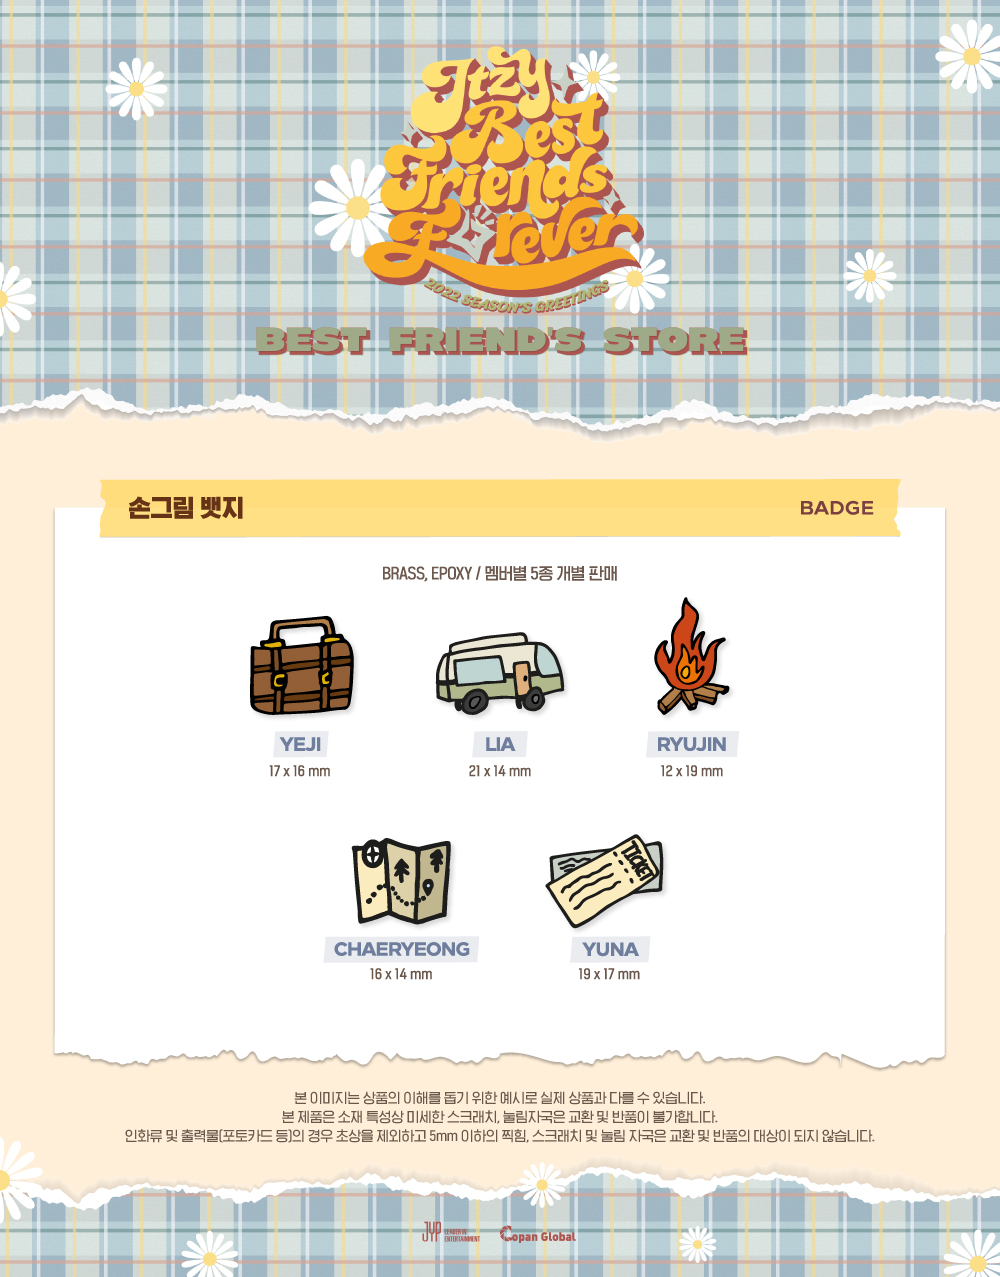 Itzy
Best
Friends
Forever
2022 SEASON'S GREETINGS
BEST FRIEND'S STORE
손그림 뱃지
BADGE
BRASS, EPOXY / 멤버별 5종 개별 판매
YEJI
17 x 16 mm
LIA
21 x 14 mm
RYUJIN
12 x 19 mm
TICKET
CHAERYEONG
16 x 14 mm
YUNA
19 x 17 mm
본 이미지는 상품의 이해를 돕기 위한 예시로 실제 상품과 다를 수 있습니다.
본 제품은 소재 특성상 미세한 스크래치, 눌림자국은 교환 및 반품이 불가합니다.
인화류 및 출력물(포토카드 등)의 경우 초상을 제외하고 5mm 이하의 찍힘, 스크래치 및 눌림 자국은 교환 및 반품의 대상이 되지 않습니다.
JYP
LEADER IN
ENTERTAINMENT
Copan Global